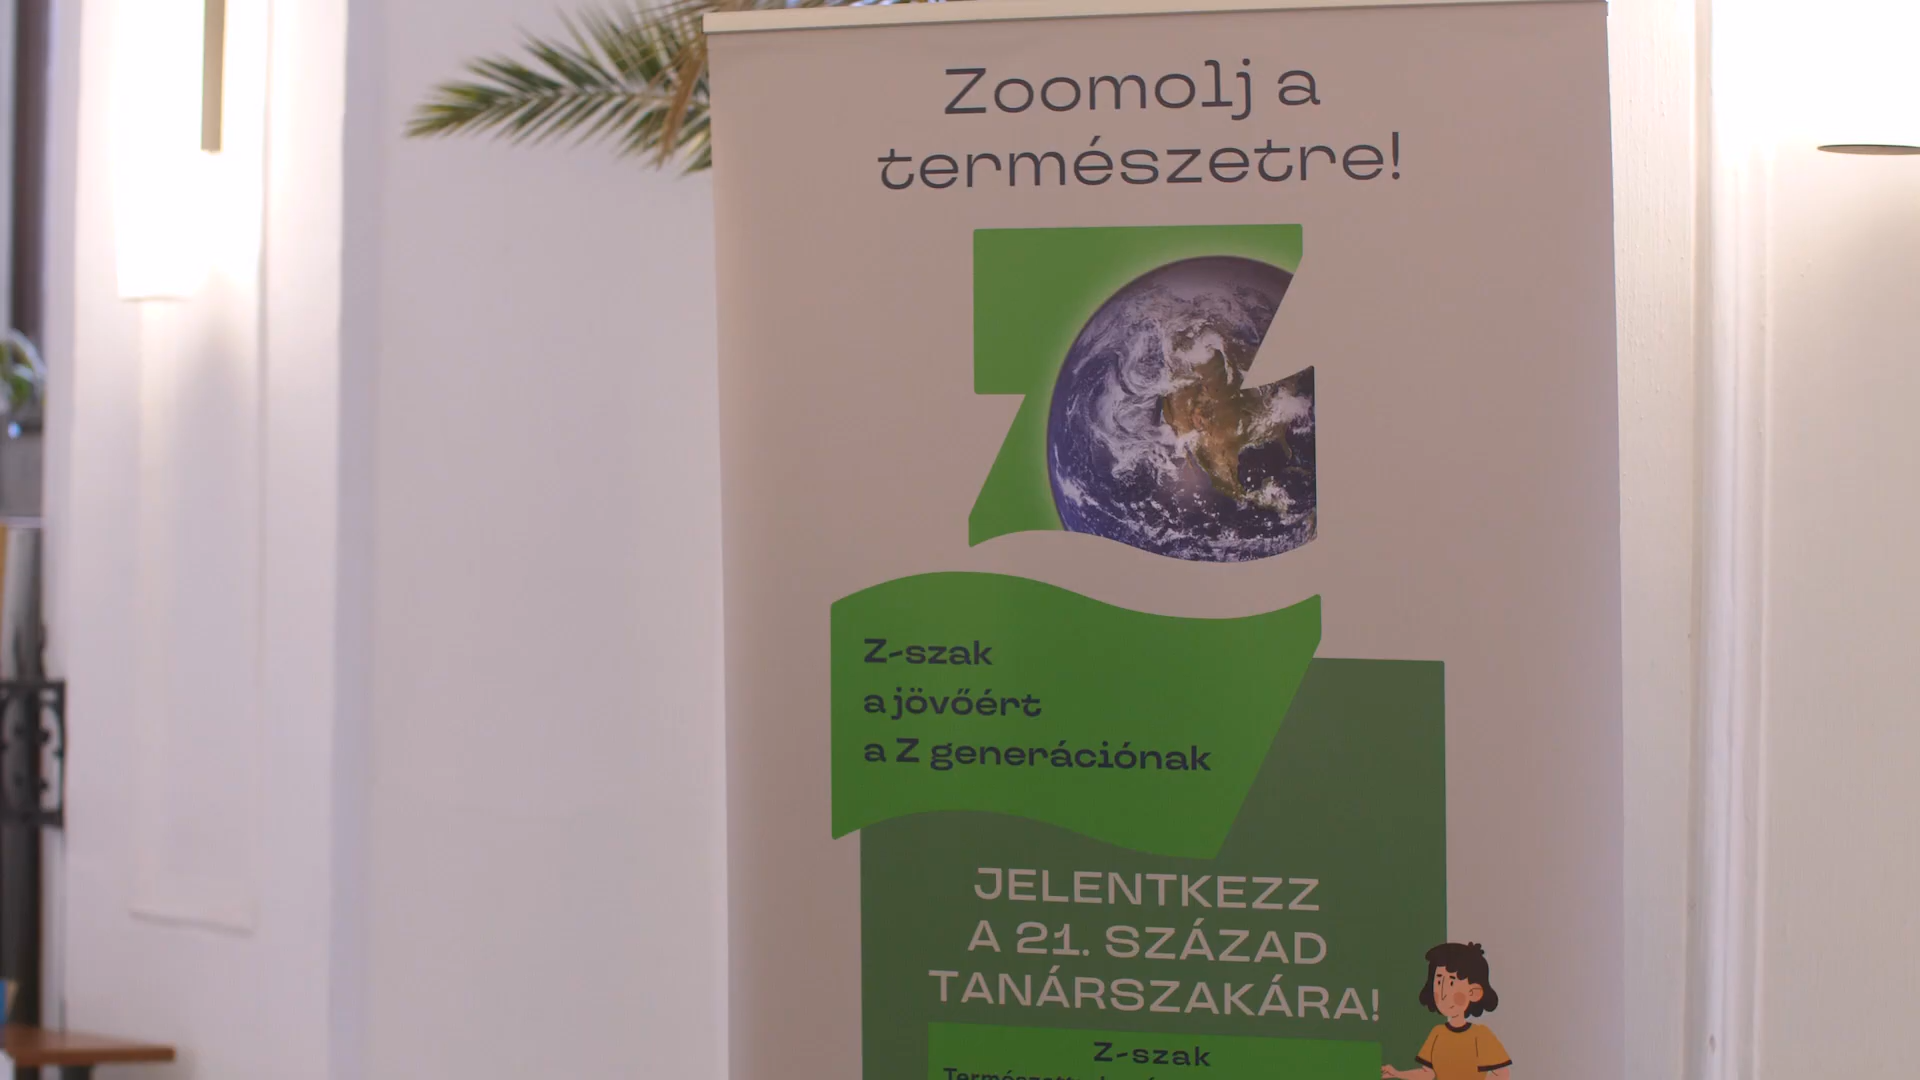 Zoomolj a
természetre!
Z-szak
a jövőért
a Z generációnak
JELENTKEZZ
A 21. SZÁZAD
TANÁRSZAKÁRA!
Z-szak